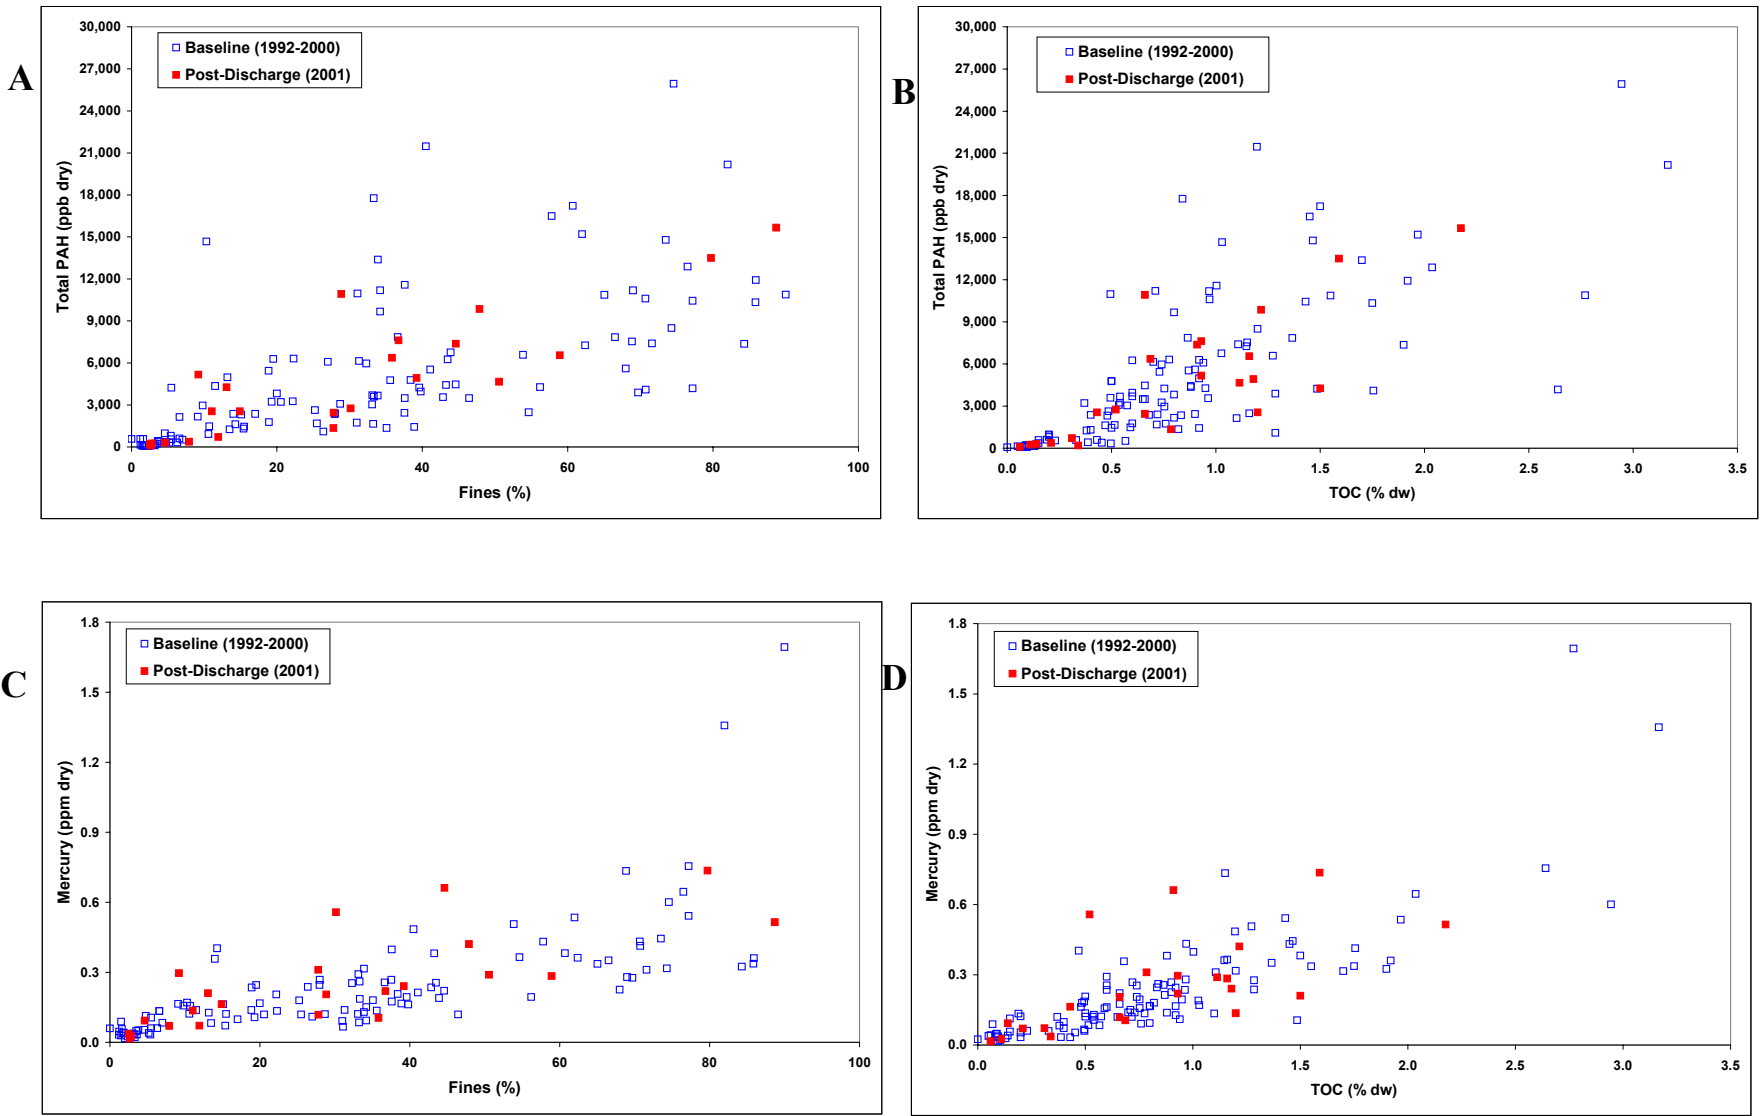 A
30,000
27,000
24,000
21,000
18,000
15,000
12,000
9,000
6,000
3,000
0
Total PAH (ppb dry)
Baseline (1992-2000)
Post-Discharge (2001)
0 20 40 60 80 100
Fines (%)
B
30,000
27,000
24,000
21,000
18,000
15,000
12,000
9,000
6,000
3,000
0
Total PAH (ppb dry)
Baseline (1992-2000)
Post-Discharge (2001)
0.0 0.5 1.0 1.5 2.0 2.5 3.0 3.5
TOC (% dw)
C
1.8
1.5
1.2
0.9
0.6
0.3
0.0
Mercury (ppm dry)
Baseline (1992-2000)
Post-Discharge (2001)
0 20 40 60 80 100
Fines (%)
D
1.8
1.5
1.2
0.9
0.6
0.3
0.0
Mercury (ppm dry)
Baseline (1992-2000)
Post-Discharge (2001)
0.0 0.5 1.0 1.5 2.0 2.5 3.0 3.5
TOC (% dw)